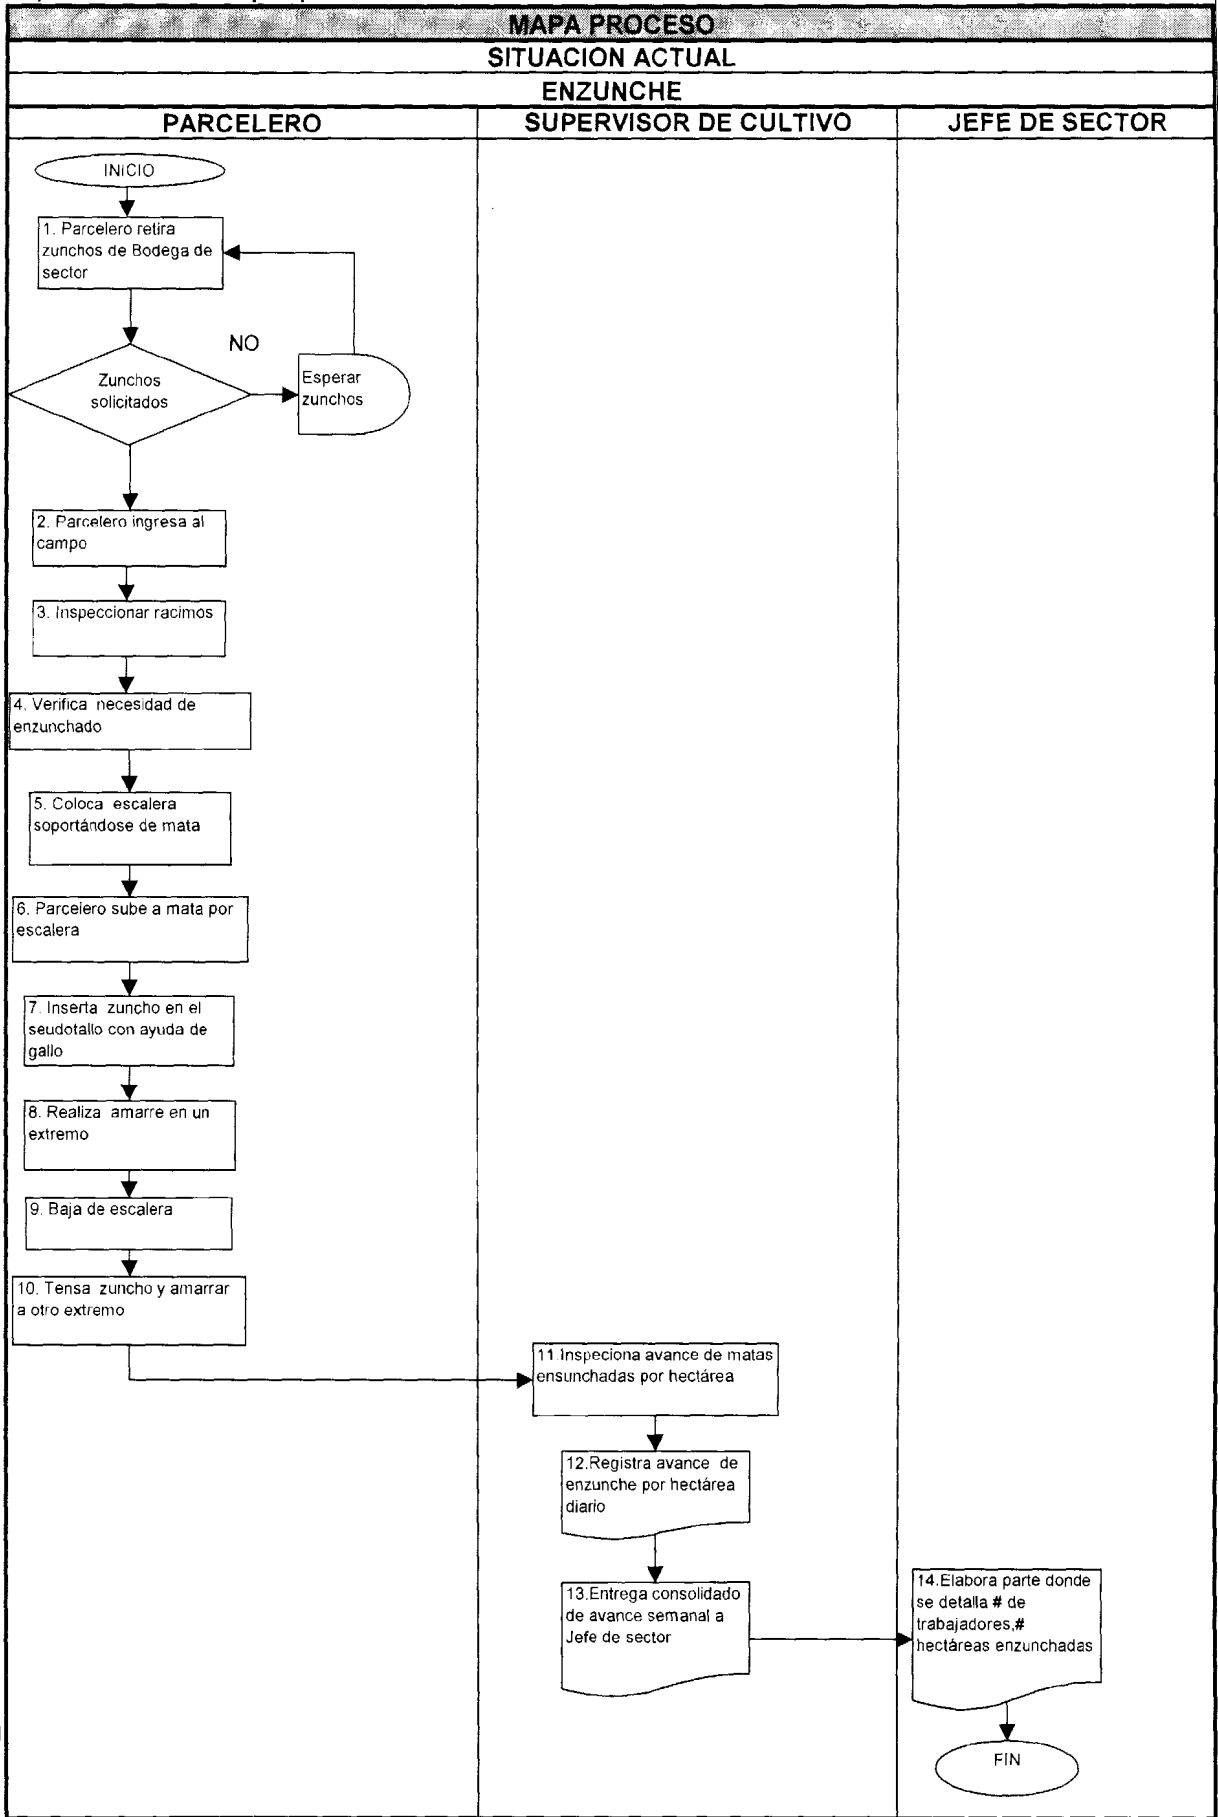 MAPA PROCESO
SITUACION ACTUAL
ENZUNCHE
PARCELERO
SUPERVISOR DE CULTIVO
JEFE DE SECTOR
INICIO
1. Parcelero retira
zunchos de Bodega de
sector
NO
Zunchos
solicitados
Esperar
zunchos
2. Parcelero ingresa al
campo
3. Inspeccionar racimos
4. Verifica necesidad de
enzunchado
5. Coloca escalera
soportándose de mata
6. Parcelero sube a mata por
escalera
7. Inserta zuncho en el
seudotallo con ayuda de
gallo
8. Realiza amarre en un
extremo
9. Baja de escalera
10. Tensa zuncho y amarrar
a otro extremo
11.Inspeciona avance de matas
ensunchadas por hectárea
12.Registra avance de
enzunche por hectárea
diario
13.Entrega consolidado
de avance semanal a
Jefe de sector
14.Elabora parte donde
se detalla # de
trabajadores,#
hectáreas enzunchadas
FIN